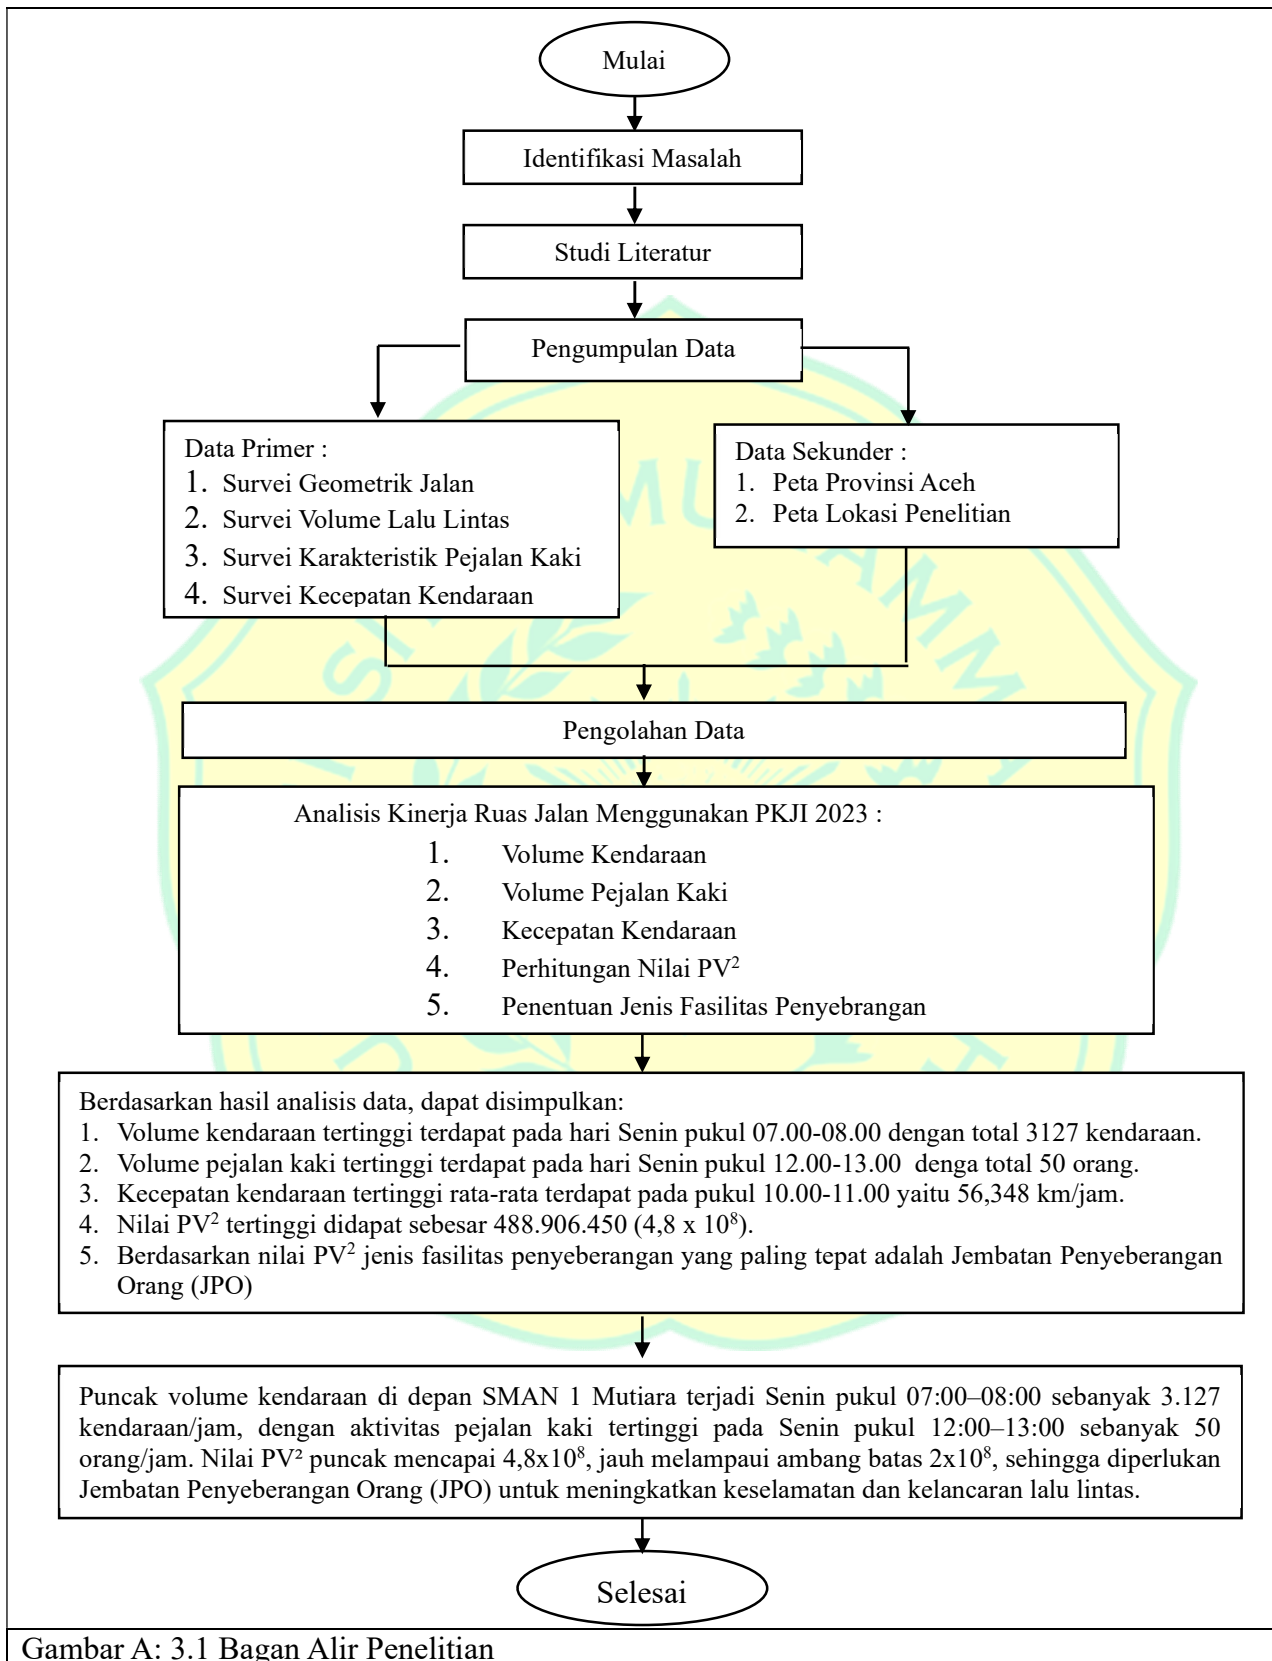 Mulai
Identifikasi Masalah
Studi Literatur
Pengumpulan Data
Data Primer :
1. Survei Geometrik Jalan
2. Survei Volume Lalu Lintas
3. Survei Karakteristik Pejalan Kaki
4. Survei Kecepatan Kendaraan
Data Sekunder :
1. Peta Provinsi Aceh
2. Peta Lokasi Penelitian
Pengolahan Data
Analisis Kinerja Ruas Jalan Menggunakan PKJI 2023 :
1. Volume Kendaraan
2. Volume Pejalan Kaki
3. Kecepatan Kendaraan
4. Perhitungan Nilai PV²
5. Penentuan Jenis Fasilitas Penyebrangan
Berdasarkan hasil analisis data, dapat disimpulkan:
1. Volume kendaraan tertinggi terdapat pada hari Senin pukul 07.00-08.00 dengan total 3127 kendaraan.
2. Volume pejalan kaki tertinggi terdapat pada hari Senin pukul 12.00-13.00 denga total 50 orang.
3. Kecepatan kendaraan tertinggi rata-rata terdapat pada pukul 10.00-11.00 yaitu 56,348 km/jam.
4. Nilai PV² tertinggi didapat sebesar 488.906.450 (4,8 x 10⁸).
5. Berdasarkan nilai PV² jenis fasilitas penyeberangan yang paling tepat adalah Jembatan Penyeberangan
Orang (JPO)
Puncak volume kendaraan di depan SMAN 1 Mutiara terjadi Senin pukul 07:00–08:00 sebanyak 3.127
kendaraan/jam, dengan aktivitas pejalan kaki tertinggi pada Senin pukul 12:00–13:00 sebanyak 50
orang/jam. Nilai PV² puncak mencapai 4,8x10⁸, jauh melampaui ambang batas 2x10⁸, sehingga diperlukan
Jembatan Penyeberangan Orang (JPO) untuk meningkatkan keselamatan dan kelancaran lalu lintas.
Selesai
Gambar A: 3.1 Bagan Alir Penelitian